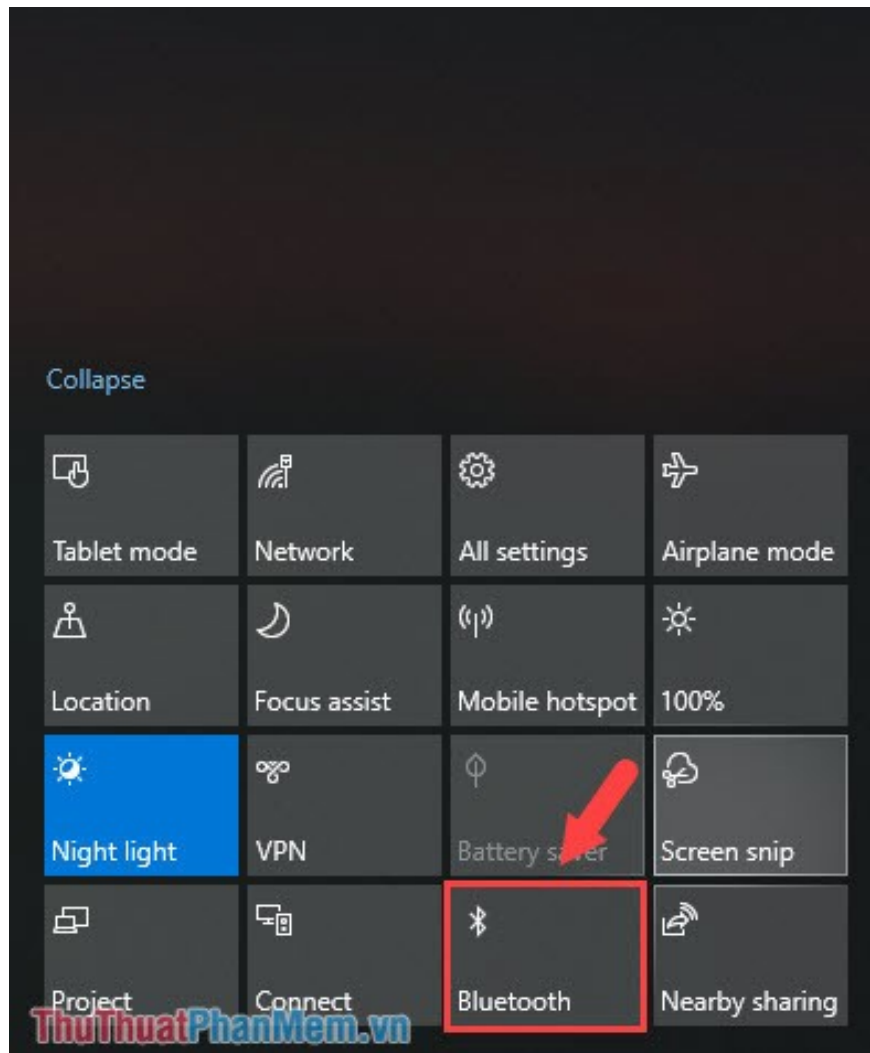 Collapse
Tablet mode Network All settings Airplane mode
Location Focus assist Mobile hotspot 100%
Night light VPN Battery saver Screen snip
Project Connect Bluetooth Nearby sharing
ThuThuatPhanMem.vn